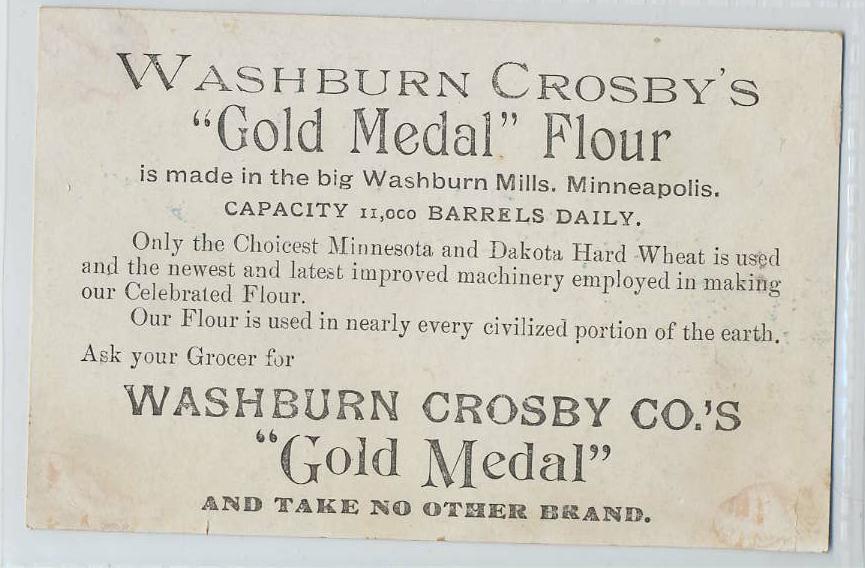 WASHBURN CROSBY'S
"Gold Medal" Flour
is made in the big Washburn Mills. Minneapolis.
CAPACITY 11,000 BARRELS DAILY.
Only the Choicest Minnesota and Dakota Hard Wheat is used
and the newest and latest improved machinery employed in making
our Celebrated Flour.
Our Flour is used in nearly every civilized portion of the earth.
Ask your Grocer for
WASHBURN CROSBY CO.'S
"Gold Medal"
AND TAKE NO OTHER BRAND.